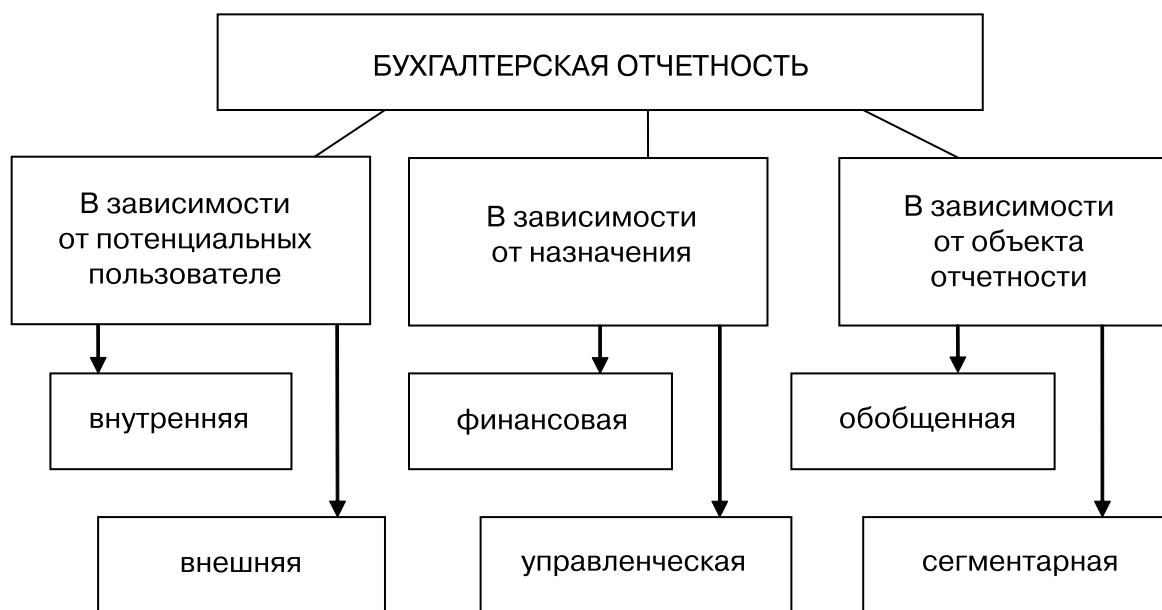 БУХГАЛТЕРСКАЯ ОТЧЕТНОСТЬ
В зависимости
от потенциальных
пользователе
В зависимости
от назначения
В зависимости
от объекта
отчетности
внутренняя
финансовая
обобщенная
внешняя
управленческая
сегментарная